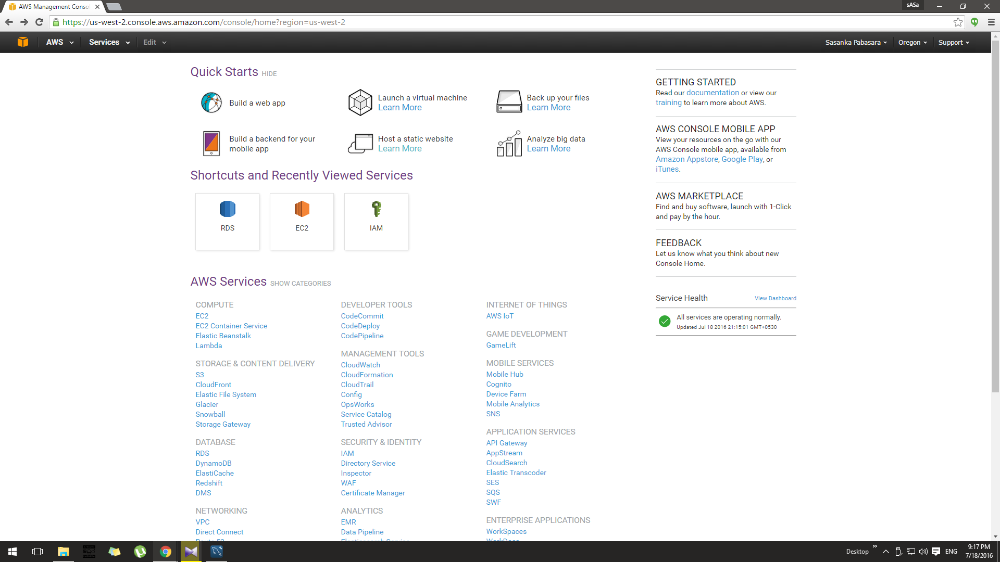 AWS Management Conso
sASa
https://us-west-2.console.aws.amazon.com/console/home?region=us-west-2
AWS Services Edit Sasanka Pabasara Oregon Support
Quick Starts HIDE
Build a web app
Launch a virtual machine
Learn More
Back up your files
Learn More
Build a backend for your
mobile app
Host a static website
Learn More
Analyze big data
Learn More
Shortcuts and Recently Viewed Services
RDS
EC2
IAM
AWS Services SHOW CATEGORIES
COMPUTE
EC2
EC2 Container Service
Elastic Beanstalk
Lambda
STORAGE & CONTENT DELIVERY
S3
CloudFront
Elastic File System
Glacier
Snowball
Storage Gateway
DATABASE
RDS
DynamoDB
ElastiCache
Redshift
DMS
NETWORKING
VPC
Direct Connect
DEVELOPER TOOLS
CodeCommit
CodeDeploy
CodePipeline
MANAGEMENT TOOLS
CloudWatch
CloudFormation
CloudTrail
Config
OpsWorks
Service Catalog
Trusted Advisor
SECURITY & IDENTITY
IAM
Directory Service
Inspector
WAF
Certificate Manager
ANALYTICS
EMR
Data Pipeline
INTERNET OF THINGS
AWS IoT
GAME DEVELOPMENT
GameLift
MOBILE SERVICES
Mobile Hub
Cognito
Device Farm
Mobile Analytics
SNS
APPLICATION SERVICES
API Gateway
AppStream
CloudSearch
Elastic Transcoder
SES
SQS
SWF
ENTERPRISE APPLICATIONS
WorkSpaces
GETTING STARTED
Read our documentation or view our
training to learn more about AWS.
AWS CONSOLE MOBILE APP
View your resources on the go with our
AWS Console mobile app, available from
Amazon Appstore, Google Play, or
iTunes.
AWS MARKETPLACE
Find and buy software, launch with 1-Click
and pay by the hour.
FEEDBACK
Let us know what you think about new
Console Home.
Service Health View Dashboard
All services are operating normally.
Updated Jul 18 2016 21:15:01 GMT+0530
Desktop
ENG
9:17 PM
7/18/2016